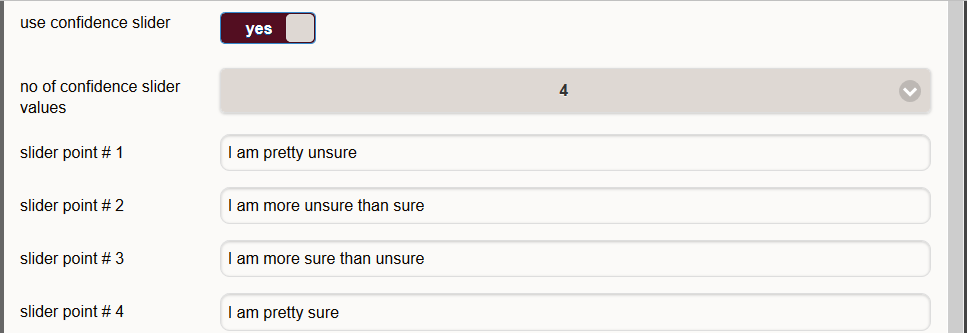 use confidence slider
yes
no of confidence slider
values
4
slider point # 1
I am pretty unsure
slider point # 2
I am more unsure than sure
slider point # 3
I am more sure than unsure
slider point # 4
I am pretty sure